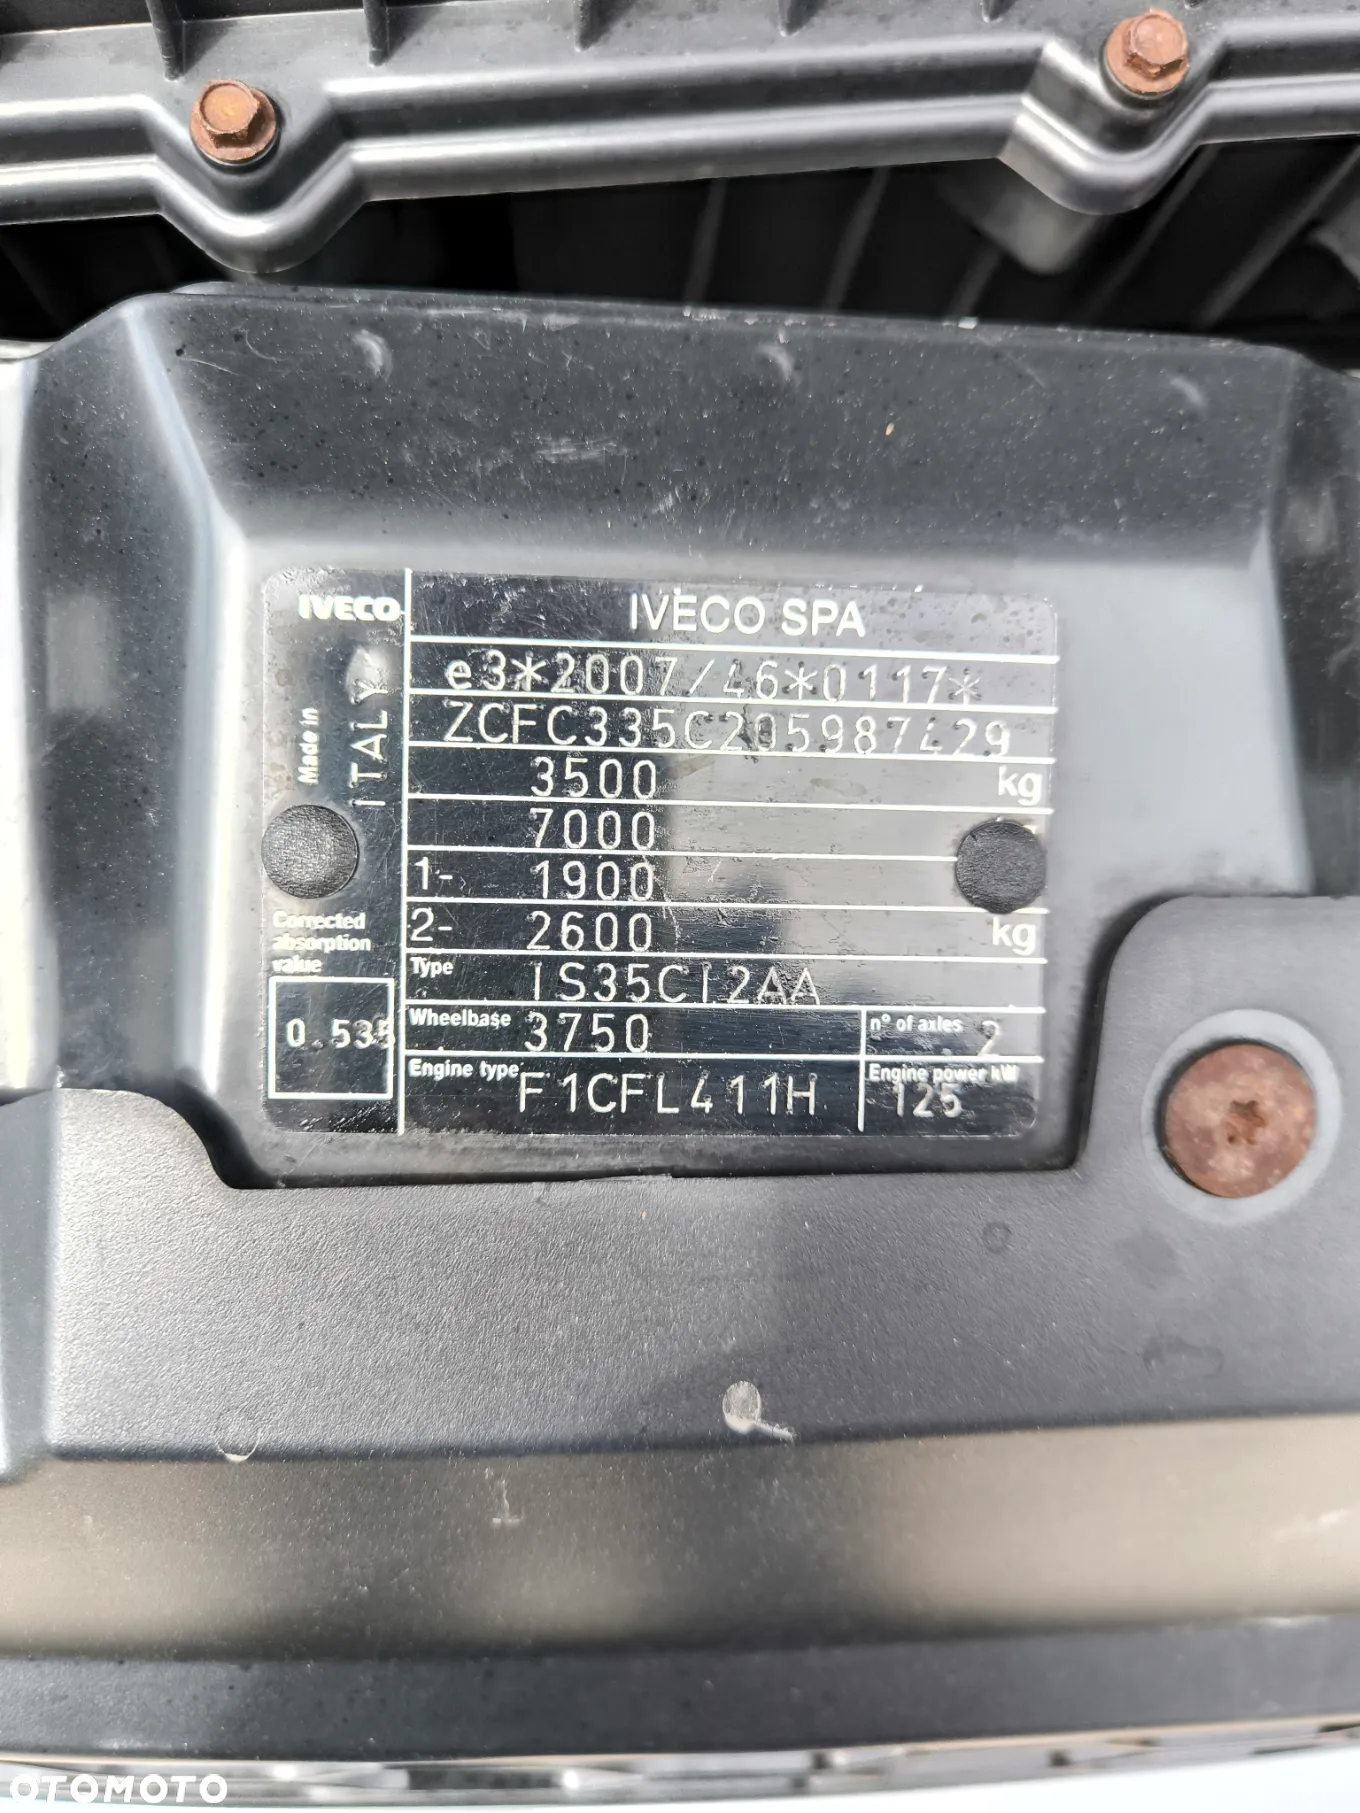 IVECO
IVECO SPA
e3*2007/46*0117*
ZCFC335C205987429
3500 kg
7000
1- 1900
2- 2600 kg
Type IS35CI2AA
Wheelbase 3750
n° of axles 2
Engine type F1CFL411H
Engine power kW 125
Made in
ITALY
Corrected
absorption
value
0.535
OTOMOTO